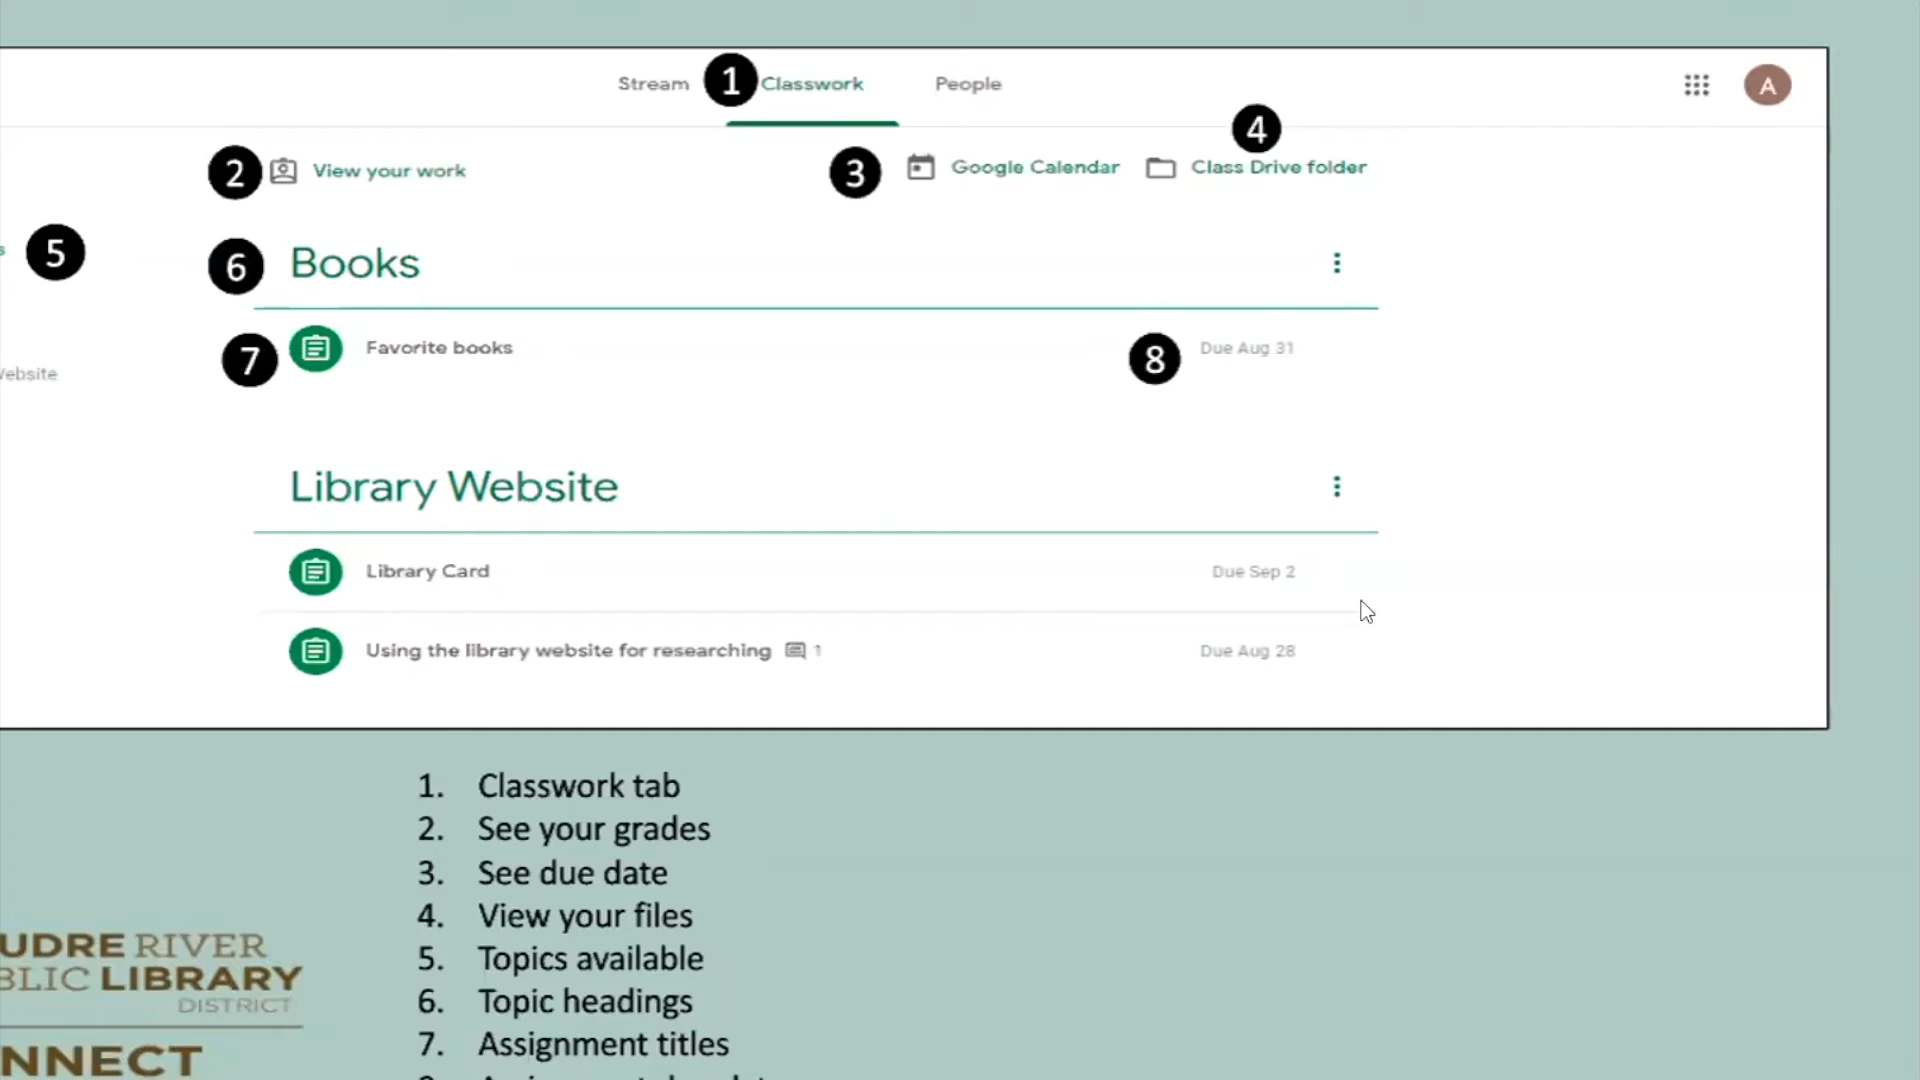 Stream 1 Classwork People A
4
2 View your work 3 Google Calendar Class Drive folder
5
6 Books
7 Favorite books 8 Due Aug 31
Library Website
Library Card Due Sep 2
Using the library website for researching 1 Due Aug 28
1. Classwork tab
2. See your grades
3. See due date
4. View your files
5. Topics available
6. Topic headings
7. Assignment titles
UDRE RIVER
BLIC LIBRARY
DISTRICT
NNECT